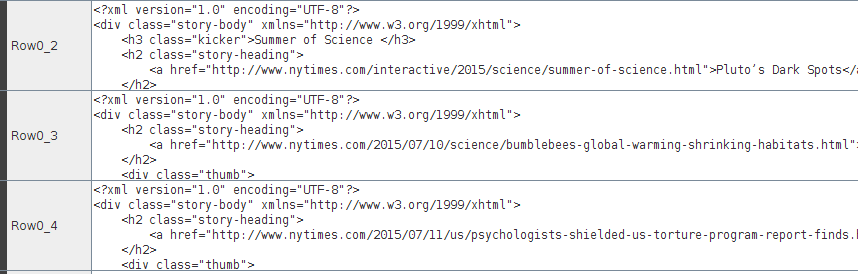 Row0_2
<?xml version="1.0" encoding="UTF-8"?>
<div class="story-body" xmlns="http://www.w3.org/1999/xhtml">
    <h3 class="kicker">Summer of Science </h3>
    <h2 class="story-heading">
        <a href="http://www.nytimes.com/interactive/2015/science/summer-of-science.html">Pluto’s Dark Spots</a
    </h2>
Row0_3
<?xml version="1.0" encoding="UTF-8"?>
<div class="story-body" xmlns="http://www.w3.org/1999/xhtml">
    <h2 class="story-heading">
        <a href="http://www.nytimes.com/2015/07/10/science/bumblebees-global-warming-shrinking-habitats.html">
    </h2>
    <div class="thumb">
Row0_4
<?xml version="1.0" encoding="UTF-8"?>
<div class="story-body" xmlns="http://www.w3.org/1999/xhtml">
    <h2 class="story-heading">
        <a href="http://www.nytimes.com/2015/07/11/us/psychologists-shielded-us-torture-program-report-finds.h
    </h2>
    <div class="thumb">